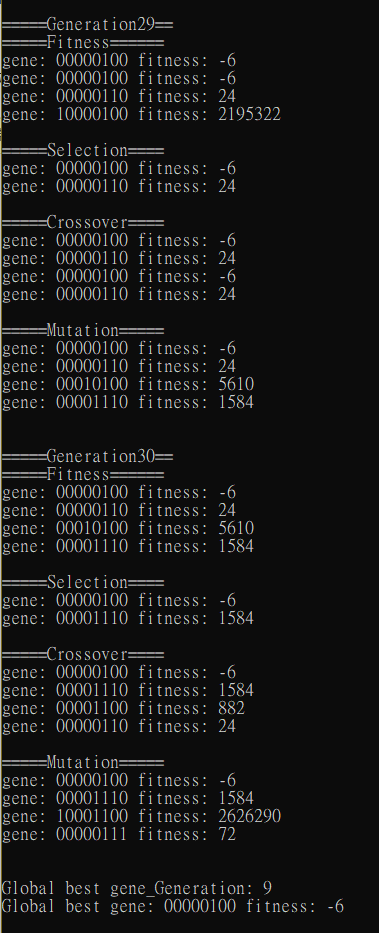 =====Generation29==
=====Fitness======
gene: 00000100 fitness: -6
gene: 00000100 fitness: -6
gene: 00000110 fitness: 24
gene: 10000100 fitness: 2195322
=====Selection====
gene: 00000100 fitness: -6
gene: 00000110 fitness: 24
=====Crossover====
gene: 00000100 fitness: -6
gene: 00000110 fitness: 24
gene: 00000100 fitness: -6
gene: 00000110 fitness: 24
=====Mutation=====
gene: 00000100 fitness: -6
gene: 00000110 fitness: 24
gene: 00010100 fitness: 5610
gene: 00001110 fitness: 1584
=====Generation30==
=====Fitness======
gene: 00000100 fitness: -6
gene: 00000110 fitness: 24
gene: 00010100 fitness: 5610
gene: 00001110 fitness: 1584
=====Selection====
gene: 00000100 fitness: -6
gene: 00001110 fitness: 1584
=====Crossover====
gene: 00000100 fitness: -6
gene: 00001110 fitness: 1584
gene: 00001100 fitness: 882
gene: 00000110 fitness: 24
=====Mutation=====
gene: 00000100 fitness: -6
gene: 00001110 fitness: 1584
gene: 10001100 fitness: 2626290
gene: 00000111 fitness: 72
Global best gene_Generation: 9
Global best gene: 00000100 fitness: -6